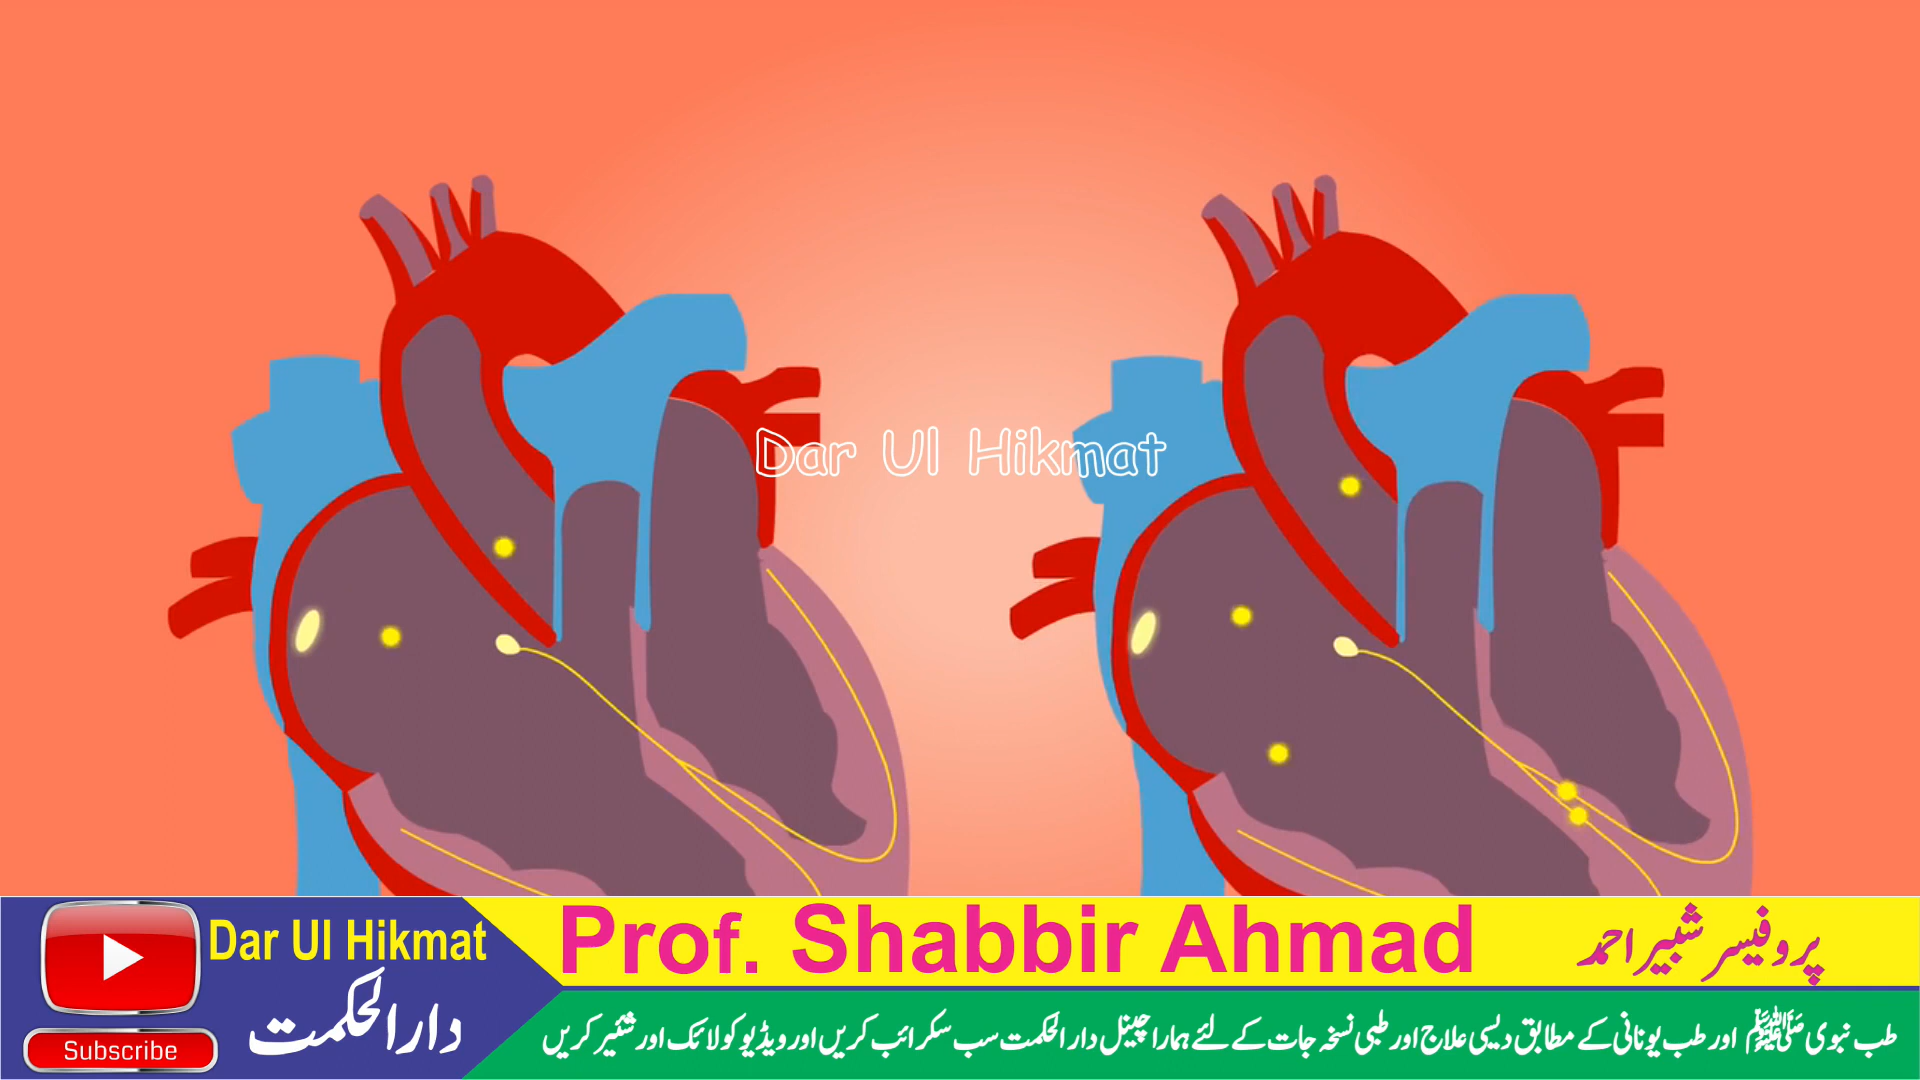 Dar Ul Hikmat
Dar Ul Hikmat
دارالحکمت
Subscribe
Prof. Shabbir Ahmad
پروفیسر شبیر احمد
طب نبوی ﷺ اور طب یونانی کے مطابق دیسی علاج اور طبی نسخہ جات کے لئے ہمارا چینل دار الحکمت سب سکرائب کریں اور ویڈیو کو لائک اور شئیر کریں